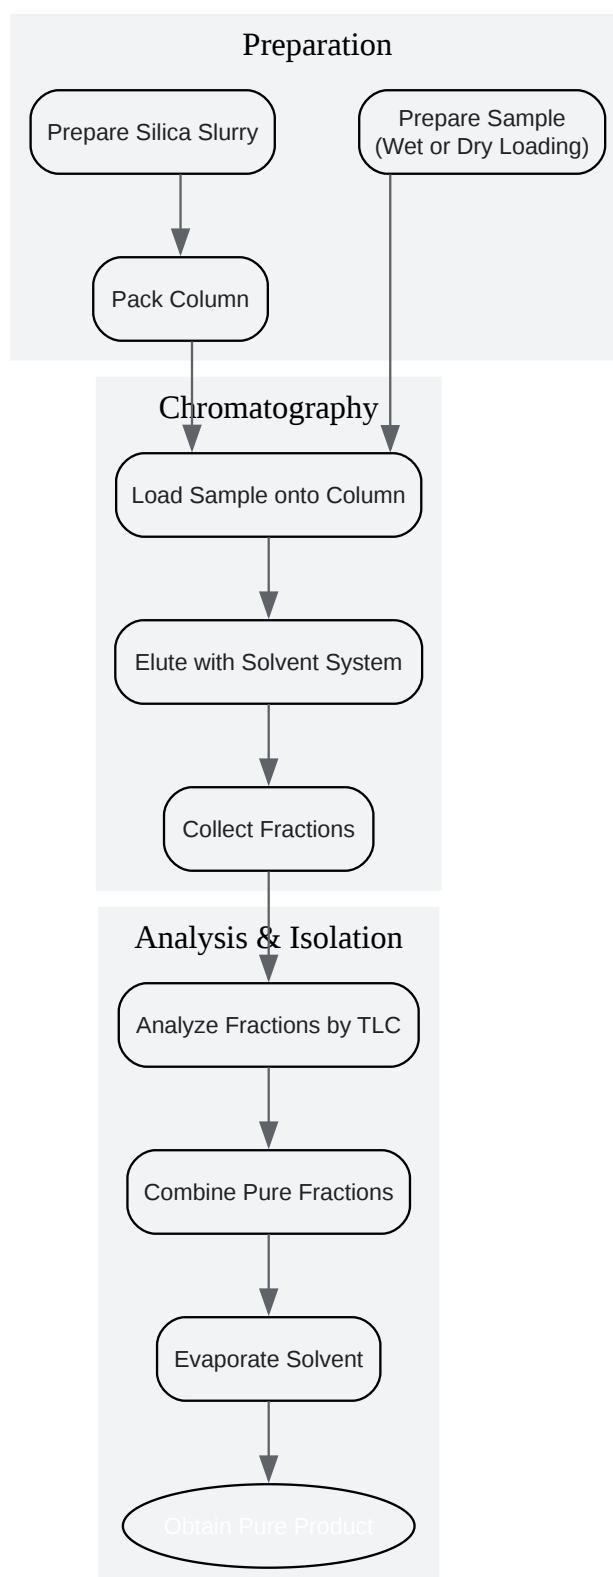 Preparation
Prepare Silica Slurry
Prepare Sample
(Wet or Dry Loading)
Pack Column
Chromatography
Load Sample onto Column
Elute with Solvent System
Collect Fractions
Analysis & Isolation
Analyze Fractions by TLC
Combine Pure Fractions
Evaporate Solvent
Obtain Pure Product